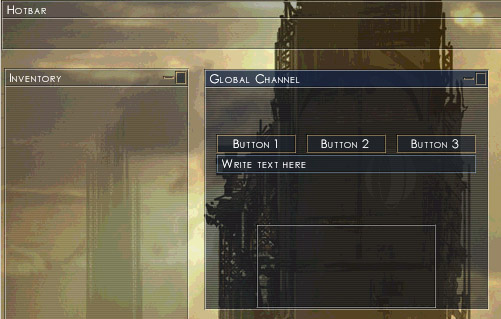 Hotbar
Inventory
Global Channel
Button 1
Button 2
Button 3
Write text here